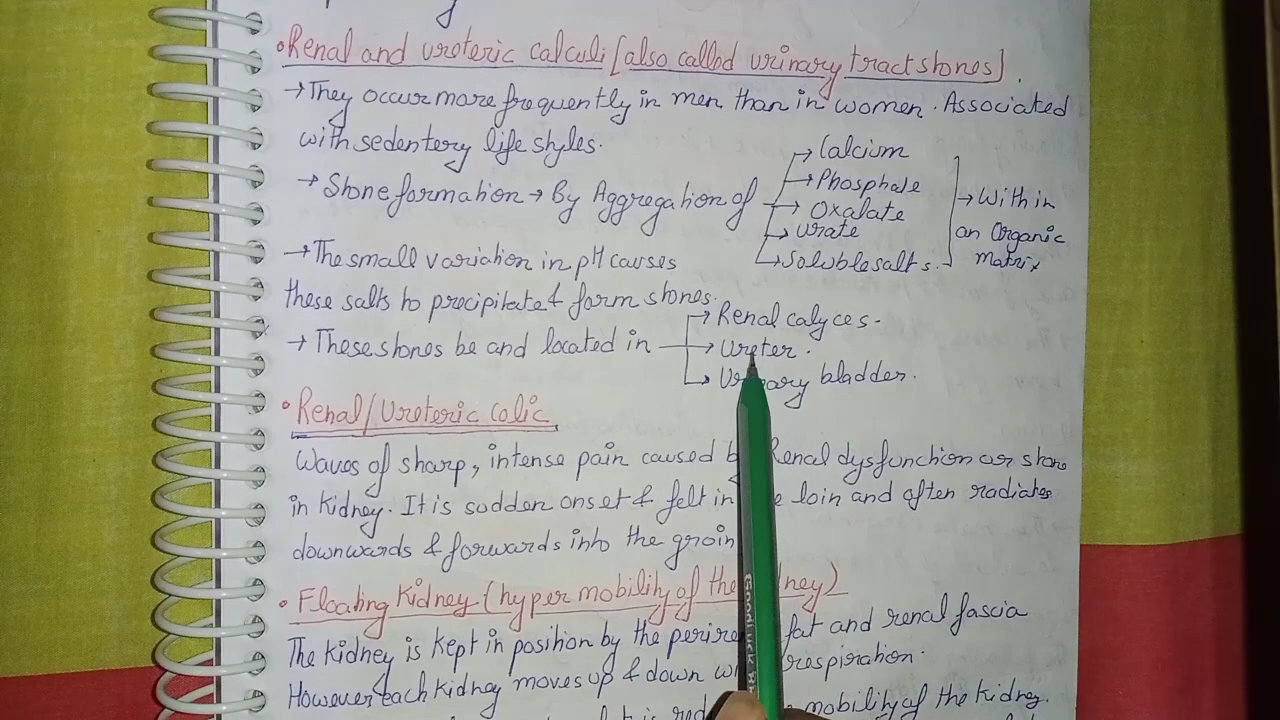 • Renal and ureteric calculi [also called urinary tract stones].
→ They occur more frequently in men than in women. Associated
with sedentery life styles.
→ Stone formation → By Aggregation of
→ Calcium
→ Phosphate
→ Oxalate
→ urate
→ Soluble salts.
→ Within
an Organic
matrix
→ The small variation in pH causes
these salts to precipitate & form stones.
→ These stones be and located in
→ Renal calyces.
→ Ureter.
→ bladder.
• Renal/Ureteric Colic
Waves of sharp, intense pain caused Renal dysfunction or stone
in kidney. It is sudden onset & felt in loin and often radiates
downwards & forwards into the groin
• Floating Kidney (hyper mobility of the
The kidney is kept in position by the fat and renal fascia
However each kidney moves up & down respiration.
It is mobility of the kidney.